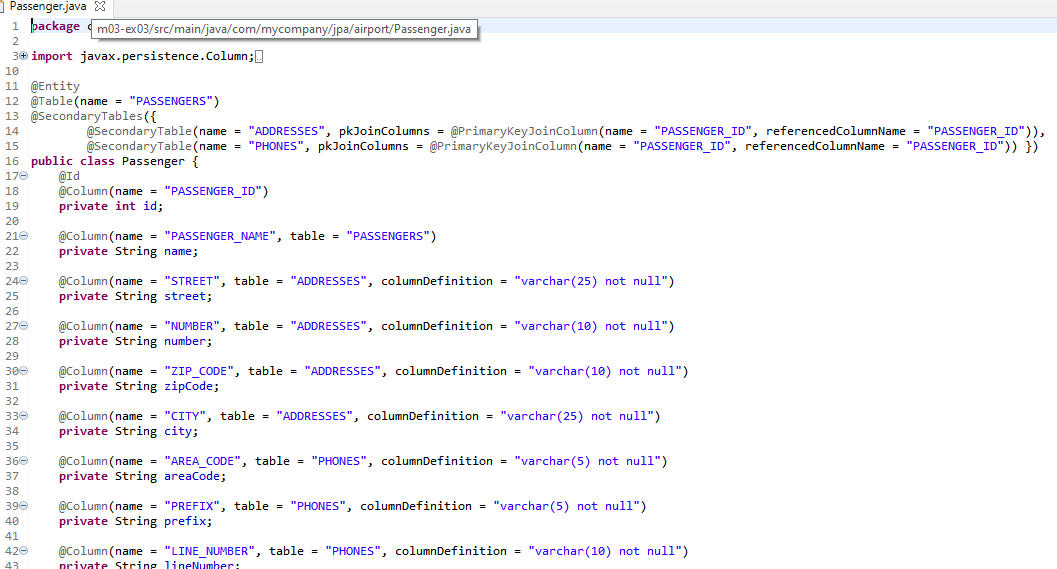 Passenger.java
1 package c
m03-ex03/src/main/java/com/mycompany/jpa/airport/Passenger.java
2
3 import javax.persistence.Column;
10
11 @Entity
12 @Table(name = "PASSENGERS")
13 @SecondaryTables({
14 @SecondaryTable(name = "ADDRESSES", pkJoinColumns = @PrimaryKeyJoinColumn(name = "PASSENGER_ID", referencedColumnName = "PASSENGER_ID")),
15 @SecondaryTable(name = "PHONES", pkJoinColumns = @PrimaryKeyJoinColumn(name = "PASSENGER_ID", referencedColumnName = "PASSENGER_ID")) })
16 public class Passenger {
17 @Id
18 @Column(name = "PASSENGER_ID")
19 private int id;
20
21 @Column(name = "PASSENGER_NAME", table = "PASSENGERS")
22 private String name;
23
24 @Column(name = "STREET", table = "ADDRESSES", columnDefinition = "varchar(25) not null")
25 private String street;
26
27 @Column(name = "NUMBER", table = "ADDRESSES", columnDefinition = "varchar(10) not null")
28 private String number;
29
30 @Column(name = "ZIP_CODE", table = "ADDRESSES", columnDefinition = "varchar(10) not null")
31 private String zipCode;
32
33 @Column(name = "CITY", table = "ADDRESSES", columnDefinition = "varchar(25) not null")
34 private String city;
35
36 @Column(name = "AREA_CODE", table = "PHONES", columnDefinition = "varchar(5) not null")
37 private String areaCode;
38
39 @Column(name = "PREFIX", table = "PHONES", columnDefinition = "varchar(5) not null")
40 private String prefix;
41
42 @Column(name = "LINE_NUMBER", table = "PHONES", columnDefinition = "varchar(10) not null")
43 private String lineNumber;